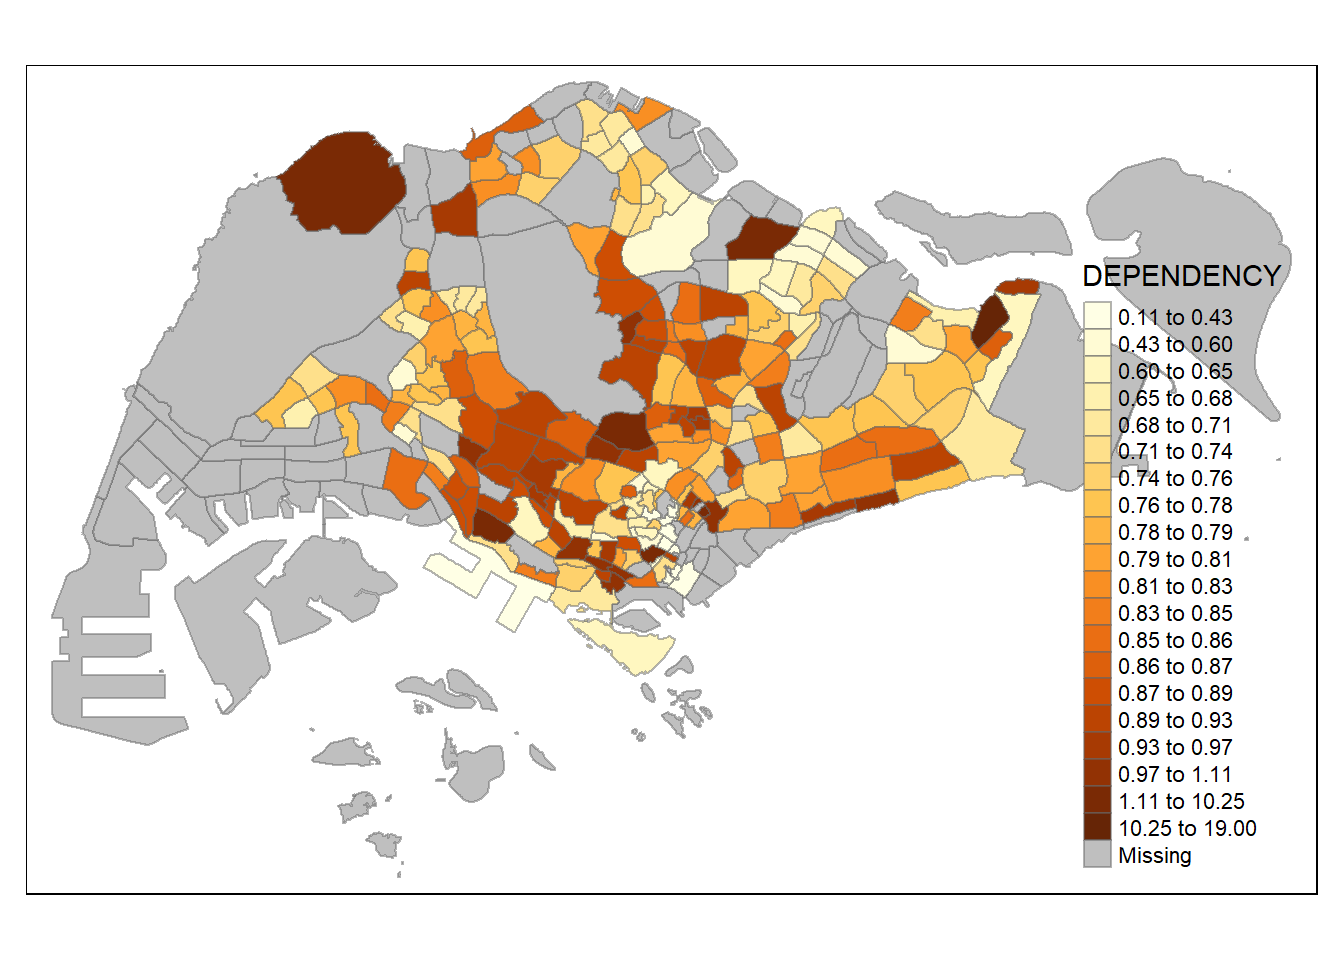 DEPENDENCY
0.11 to 0.43
0.43 to 0.60
0.60 to 0.65
0.65 to 0.68
0.68 to 0.71
0.71 to 0.74
0.74 to 0.76
0.76 to 0.78
0.78 to 0.79
0.79 to 0.81
0.81 to 0.83
0.83 to 0.85
0.85 to 0.86
0.86 to 0.87
0.87 to 0.89
0.89 to 0.93
0.93 to 0.97
0.97 to 1.11
1.11 to 10.25
10.25 to 19.00
Missing